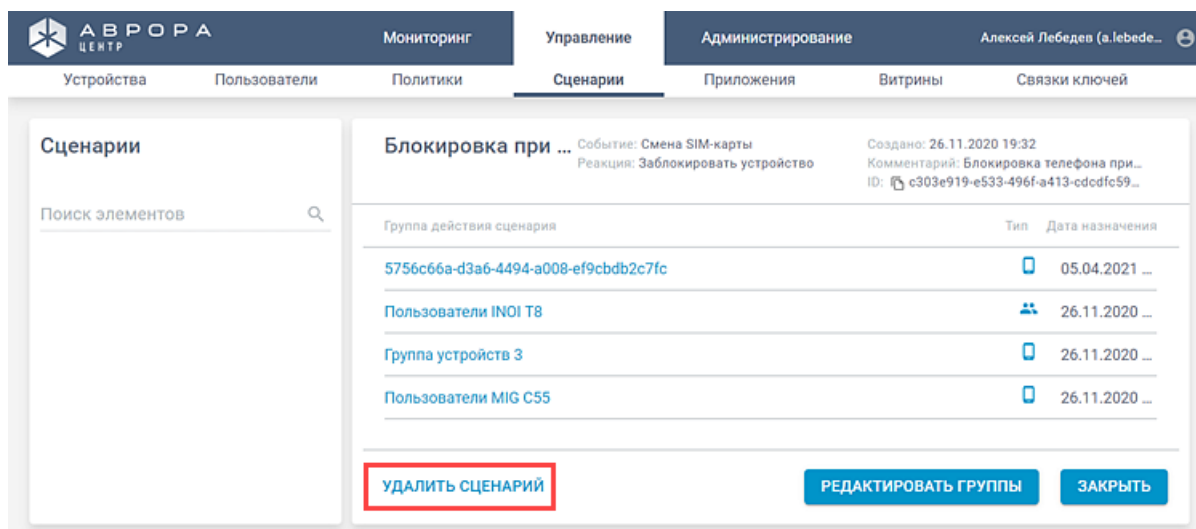 АВРОРА
ЦЕНТР
Мониторинг
Управление
Администрирование
Алексей Лебедев (a.lebede...
Устройства
Пользователи
Политики
Сценарии
Приложения
Витрины
Связки ключей
Сценарии
Поиск элементов
Блокировка при ...
Событие: Смена SIM-карты
Реакция: Заблокировать устройство
Создано: 26.11.2020 19:32
Комментарий: Блокировка телефона при...
ID: c303e919-e533-496f-a413-cdcdfc59...
Группа действия сценария
Тип
Дата назначения
5756c66a-d3a6-4494-a008-ef9cbdb2c7fc
05.04.2021 ...
Пользователи INOI T8
26.11.2020 ...
Группа устройств 3
26.11.2020 ...
Пользователи MIG C55
26.11.2020 ...
УДАЛИТЬ СЦЕНАРИЙ
РЕДАКТИРОВАТЬ ГРУППЫ
ЗАКРЫТЬ